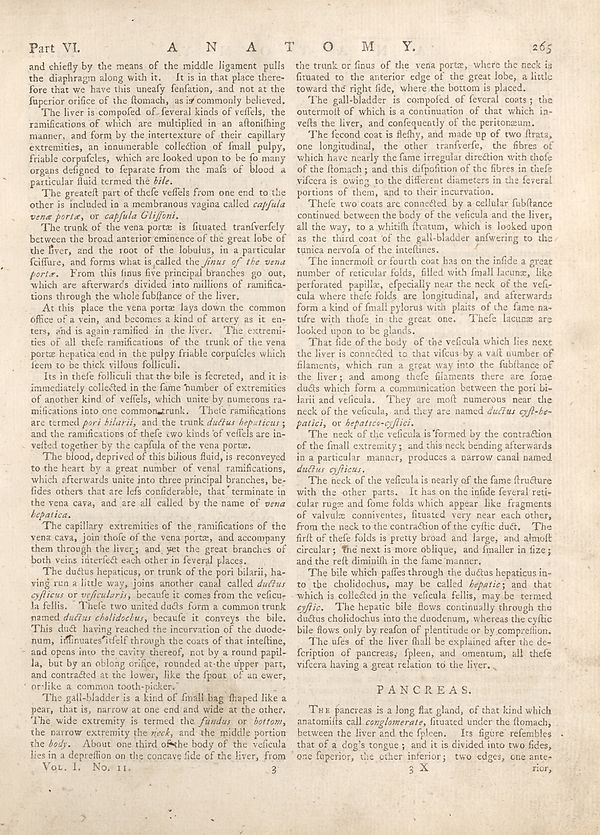 Part VI. A N A T O M Y. 265
and chiefly by the means of the middle ligament pulls
the diaphragm along with it. It is in that place there-
fore that we have this uneaſy ſenſation, and not at the
ſuperior orifice of the ſtomach, as is commonly believed.
The liver is compoſed of ſeveral kinds of veſſels, the
ramifications of which are multiplied in an aſtoniſhing
manner, and form by the intertexture of their capillary
extremities, an innumerable collection of ſmall pulpy,
friable corpuſcles, which are looked upon to be ſo many
organs deſigned to ſeparate from the maſs of blood a
particular fluid termed the bile.
The greateſt part of theſe veſſels from one end to the
other is included in a membranous vagina called capſula
venæ portæ, or capſula Gliſſoni.
The trunk of the vena portæ is ſituated tranſverſely
between the broad anterior eminence of the great lobe of
the liver, and the root of the lobulus, in a particular
ſciſſure, and forms what is called the ſinus of the vena
portæ. From this ſinus five principal branches go out,
which are afterwards divided into millions of ramifica-
tions through the whole ſubſtance of the liver.
At this place the vena portæ lays down the common
office of a vein, and becomes a kind of artery as it en-
ters, and is again ramified in the liver. The extremi-
ties of all theſe ramifications of the trunk of the vena
portæ hepatica end in the pulpy friable corpuſcles which
ſeem to be thick villous folliculi.
Its in theſe folliculi that the bile is ſecreted, and it is
immediately collected in the ſame number of extremities
of another kind of veſſels, which unite by numerous ra-
mifications into one common trunk. Theſe ramifications
are termed pori bilarii, and the trunk ductus hepaticus;
and the ramifications of theſe two kinds of veſſels are in-
veſted together by the capſula of the vena portæ.
The blood, deprived of this bilious fluid, is reconveyed
to the heart by a great number of venal ramifications,
which afterwards unite into three principal branches, be-
ſides others that are leſs conſiderable, that terminate in
the vena cava, and are all called by the name of vena
hepatica.
The capillary extremities of the ramifications of the
vena cava, join thoſe of the vena portæ, and accompany
them through the liver; and yet the great branches of
both veins interſect each other in ſeveral places.
The ductus hepaticus, or trunk of the pori bilarii, ha-
ving run a little way, joins another canal called ductus
cyſticus or veſicularis, becauſe it comes from the veſicu-
la fellis. Theſe two united ducts form a common trunk
named ductus cholidochus, becauſe it conveys the bile.
This duct having reached the incurvation of the duode-
num, inſinuates itſelf through the coats of that inteſtine,
and opens into the cavity thereof, not by a round papil-
la, but by an oblong orifice, rounded at the upper part,
and contracted at the lower, like the ſpout of an ewer,
or like a common tooth-picker.
The gall-bladder is a kind of ſmall bag ſhaped like a
pear, that is, narrow at one end and wide at the other.
The wide extremity is termed the fundus or bottom,
the narrow extremity the neck, and the middle portion
the body. About one third of the body of the veſicula
lies in a depreſſion on the concave ſide of the liver, from
Vol. I. No. 11. 3
the trunk or ſinus of the vena portæ, where the neck is
ſituated to the anterior edge of the great lobe, a little
toward the right ſide, where the bottom is placed.
The gall-bladder is compoſed of ſeveral coats; the
outermoſt of which is a continuation of that which in-
veſts the liver, and conſequently of the peritonæum.
The ſecond coat is fleſhy, and made up of two ſtrata,
one longitudinal, the other tranſverſe, the fibres of
which have nearly the ſame irregular direction with thoſe
of the ſtomach; and this diſpoſition of the fibres in theſe
viſcera is owing to the different diameters in the ſeveral
portions of them, and to their incurvation.
Theſe two coats are connected by a cellular ſubſtance
continued between the body of the veſicula and the liver,
all the way, to a whitiſh ſtratum, which is looked upon
as the third coat of the gall-bladder anſwering to the
tunica nervoſa of the inteſtines.
The innermoſt or fourth coat has on the inſide a great
number of reticular folds, filled with ſmall lacunæ, like
perforated papillæ, eſpecially near the neck of the veſi-
cula where theſe folds are longitudinal, and afterwards
form a kind of ſmall pylorus with plaits of the ſame na-
ture with thoſe in the great one. Theſe lacunæ are
looked upon to be glands.
That ſide of the body of the veſicula which lies next
the liver is connected to that viſcus by a vaſt number of
filaments, which run a great way into the ſubſtance of
the liver; and among theſe filaments there are ſome
ducts which form a communication between the pori bi-
larii and veſicula. They are moſt numerous near the
neck of the veſicula, and they are named ductus cyſt-he-
patici, or hepatico-cyſtici.
The neck of the veſicula is formed by the contraction
of the ſmall extremity; and this neck bending afterwards
in a particular manner, produces a narrow canal named
ductus cyſticus.
The neck of the veſicula is nearly of the ſame ſtructure
with the other parts. It has on the inſide ſeveral reti-
cular rugæ and ſome folds which appear like fragments
of valvulæ conniventes, ſituated very near each other,
from the neck to the contraction of the cyſtic duct. The
firſt of theſe folds is pretty broad and large, and almoſt
circular; the next is more oblique, and ſmaller in ſize;
and the reſt diminiſh in the ſame manner.
The bile which paſſes through the ductus hepaticus in-
to the cholidochus, may be called hepatic; and that
which is collected in the veſicula fellis, may be termed
cyſtic. The hepatic bile flows continually through the
ductus cholidochus into the duodenum, whereas the cyſtic
bile flows only by reaſon of plentitude or by compreſſion.
The uſes of the liver ſhall be explained after the de-
ſcription of pancreas, ſpleen, and omentum, all theſe
viſcera having a great relation to the liver.
PANCREAS.
The pancreas is a long flat gland, of that kind which
anatomiſts call conglomerate, ſituated under the ſtomach,
between the liver and the ſpleen. Its figure reſembles
that of a dog's tongue; and it is divided into two ſides,
one ſuperior, the other inferior; two edges, one ante-
3 X rior,